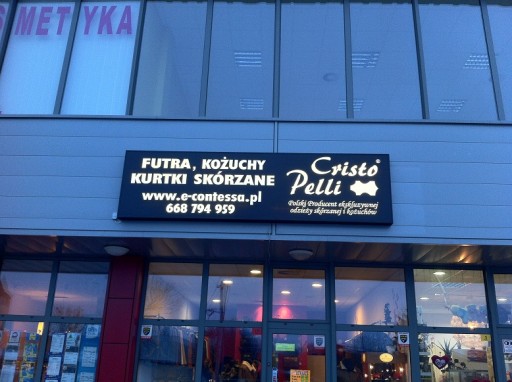 METYKA
FUTRA, KOŻUCHY
KURTKI SKÓRZANE
www.e-contessa.pl
668 794 959
Cristo
Pelli
Polski Producent ekskluzywnej
odzieży skórzanej i kożuchów